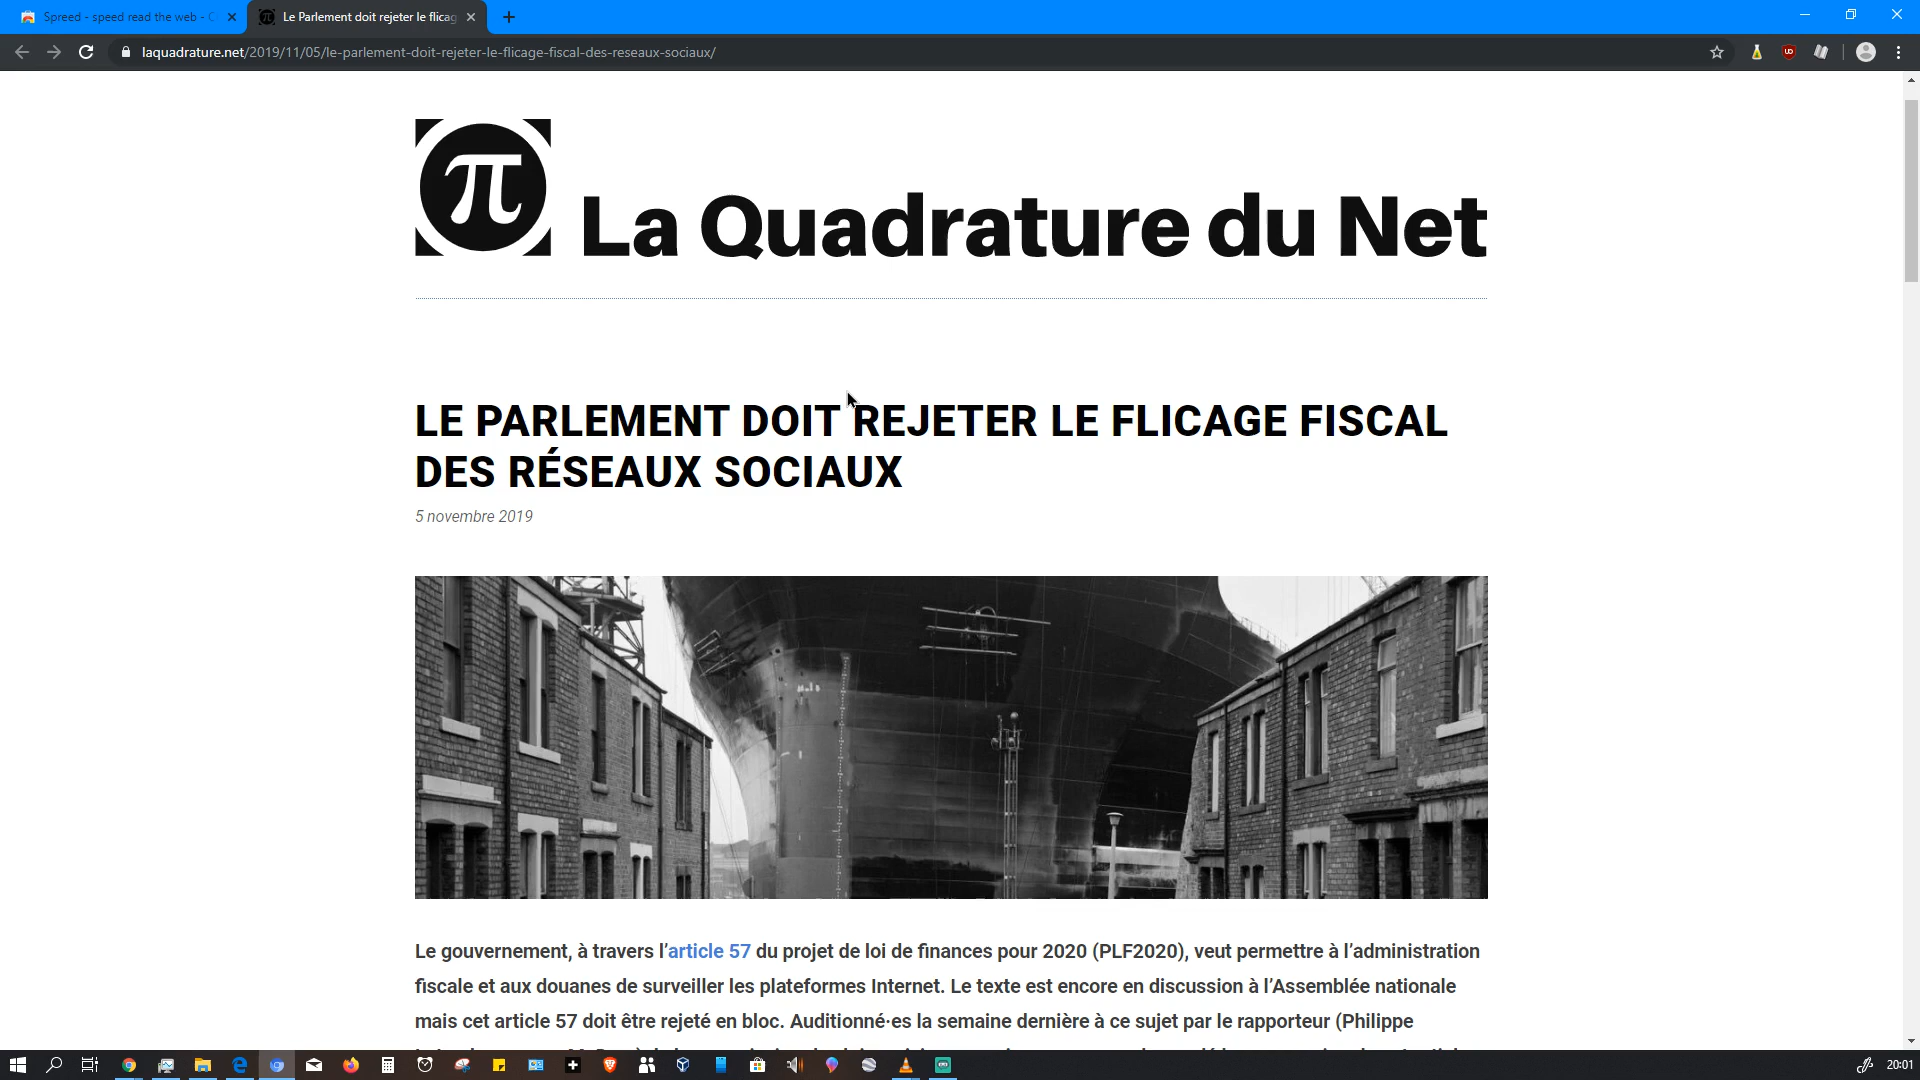 Spreed - speed read the web - C
Le Parlement doit rejeter le flicag
laquadrature.net/2019/11/05/le-parlement-doit-rejeter-le-flicage-fiscal-des-reseaux-sociaux/
π La Quadrature du Net
LE PARLEMENT DOIT REJETER LE FLICAGE FISCAL
DES RÉSEAUX SOCIAUX
5 novembre 2019
Le gouvernement, à travers l’article 57 du projet de loi de finances pour 2020 (PLF2020), veut permettre à l’administration
fiscale et aux douanes de surveiller les plateformes Internet. Le texte est encore en discussion à l’Assemblée nationale
mais cet article 57 doit être rejeté en bloc. Auditionné·es la semaine dernière à ce sujet par le rapporteur (Philippe
20:01